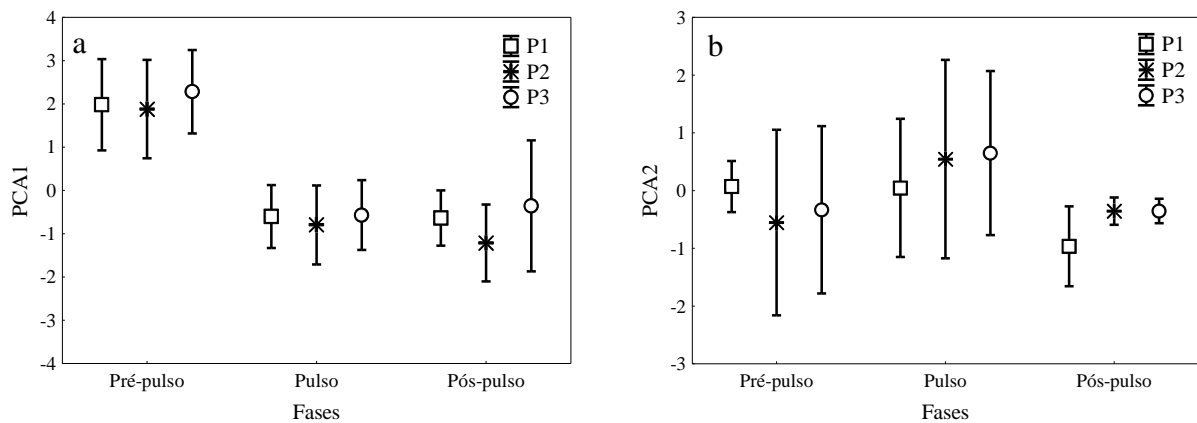 a
P1
P2
P3
4
3
2
1
0
-1
-2
-3
-4
PCA1
Pré-pulso Pulso Pós-pulso
Fases
b
P1
P2
P3
3
2
1
0
-1
-2
-3
PCA2
Pré-pulso Pulso Pós-pulso
Fases